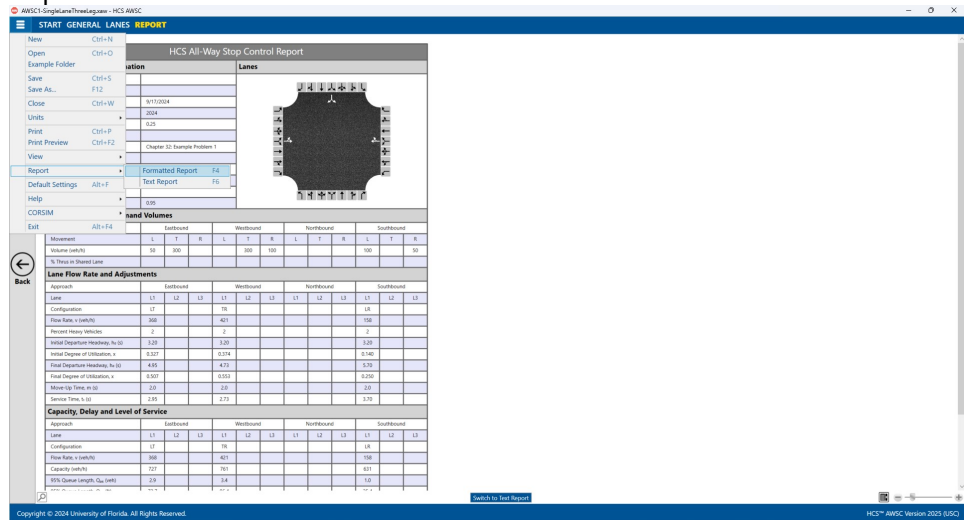 AWSC1-SingleLaneThreeLeg.xaw - HCS AWSC
START GENERAL LANES REPORT
New Ctrl+N
Open Ctrl+O
Example Folder
Save Ctrl+S
Save As... F12
Close Ctrl+W
Units
Print Ctrl+P
Print Preview Ctrl+F2
View
Report
Default Settings Alt+F
Help
CORSIM
Exit Alt+F4
Formatted Report F4
Text Report F6
HCS All-Way Stop Control Report
Lanes
9/17/2024
2024
0.25
Chapter 32: Example Problem 1
0.95
Eastbound Westbound Northbound Southbound
Movement L T R L T R L T R L T R
Volume (veh/h) 50 300 300 100 100 50
% Thrus in Shared Lane
Lane Flow Rate and Adjustments
Approach Eastbound Westbound Northbound Southbound
Lane L1 L2 L3 L1 L2 L3 L1 L2 L3 L1 L2 L3
Configuration LT TR LR
Flow Rate, v (veh/h) 368 421 158
Percent Heavy Vehicles 2 2 2
Initial Departure Headway, hd (s) 3.20 3.20 3.20
Initial Degree of Utilization, x 0.327 0.374 0.140
Final Departure Headway, hd (s) 4.95 4.73 5.70
Final Degree of Utilization, x 0.507 0.553 0.250
Move-Up Time, m (s) 2.0 2.0 2.0
Service Time, ts (s) 2.95 2.73 3.70
Capacity, Delay and Level of Service
Approach Eastbound Westbound Northbound Southbound
Lane L1 L2 L3 L1 L2 L3 L1 L2 L3 L1 L2 L3
Configuration LT TR LR
Flow Rate, v (veh/h) 368 421 158
Capacity (veh/h) 727 761 631
95% Queue Length, Q₉₅ (veh) 2.9 3.4 1.0
Back
Switch to Text Report
Copyright © 2024 University of Florida. All Rights Reserved.
HCS™ AWSC Version 2025 (USC)